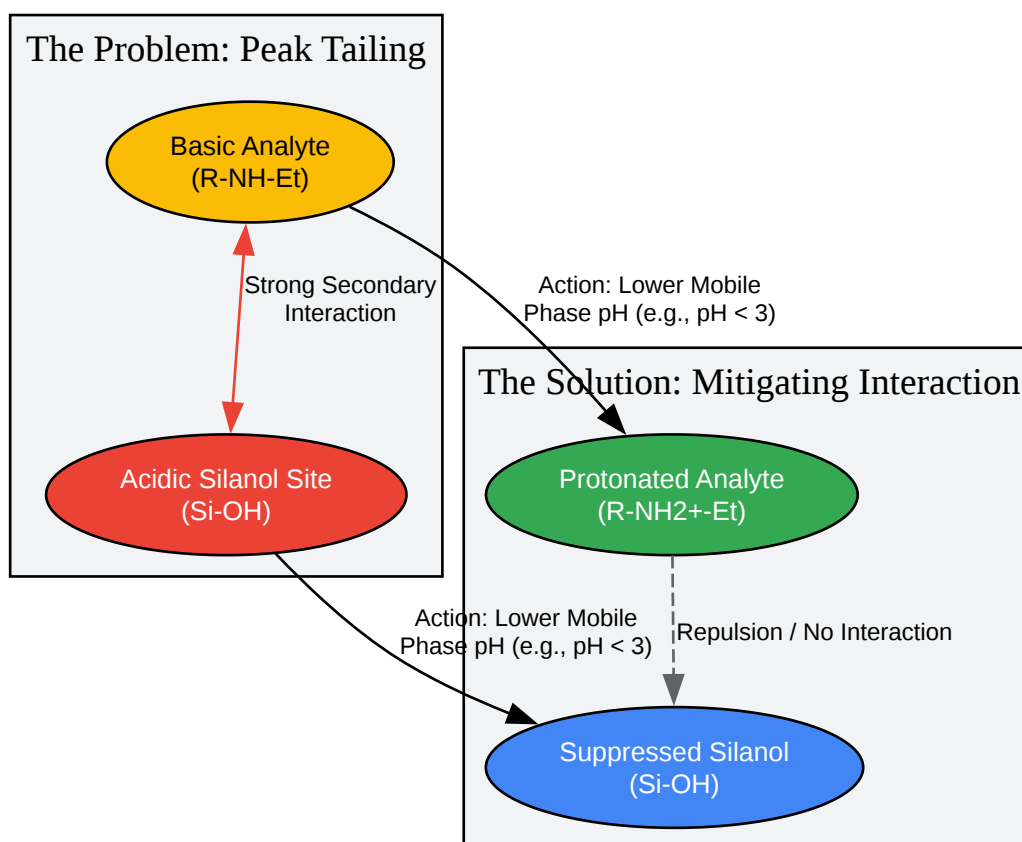 The Problem: Peak Tailing
Basic Analyte
(R-NH-Et)
Strong Secondary
Interaction
Acidic Silanol Site
(Si-OH)
Action: Lower Mobile
Phase pH (e.g., pH < 3)
The Solution: Mitigating Interaction
Protonated Analyte
(R-NH2+-Et)
Action: Lower Mobile
Phase pH (e.g., pH < 3)
Repulsion / No Interaction
Suppressed Silanol
(Si-OH)